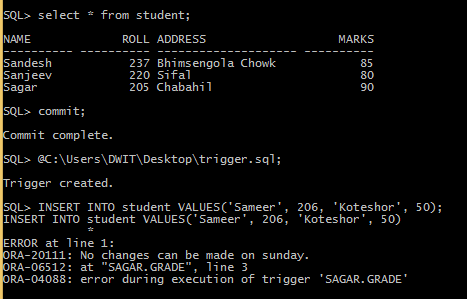 SQL> select * from student;
NAME ROLL ADDRESS MARKS
---------- ---------- -------------------- ----------
Sandesh 237 Bhimsengola Chowk 85
Sanjeev 220 Sifal 80
Sagar 205 Chabahil 90
SQL> commit;
Commit complete.
SQL> @C:\Users\DWIT\Desktop\trigger.sql;
Trigger created.
SQL> INSERT INTO student VALUES('Sameer', 206, 'Koteshor', 50);
INSERT INTO student VALUES('Sameer', 206, 'Koteshor', 50)
*
ERROR at line 1:
ORA-20111: No changes can be made on sunday.
ORA-06512: at "SAGAR.GRADE", line 3
ORA-04088: error during execution of trigger 'SAGAR.GRADE'